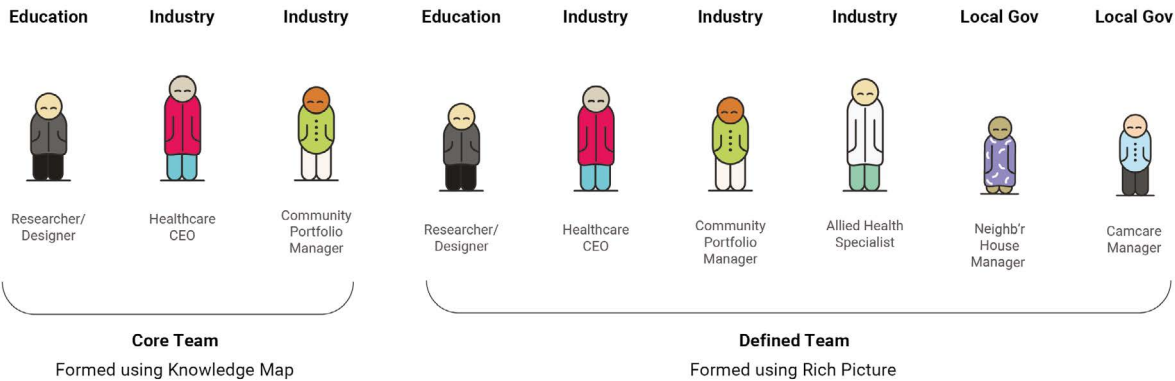 Education Industry Industry Education Industry Industry Industry Local Gov Local Gov
Researcher/
Designer
Healthcare
CEO
Community
Portfolio
Manager
Researcher/
Designer
Healthcare
CEO
Community
Portfolio
Manager
Allied Health
Specialist
Neighb'r
House
Manager
Camcare
Manager
Core Team
Formed using Knowledge Map
Defined Team
Formed using Rich Picture